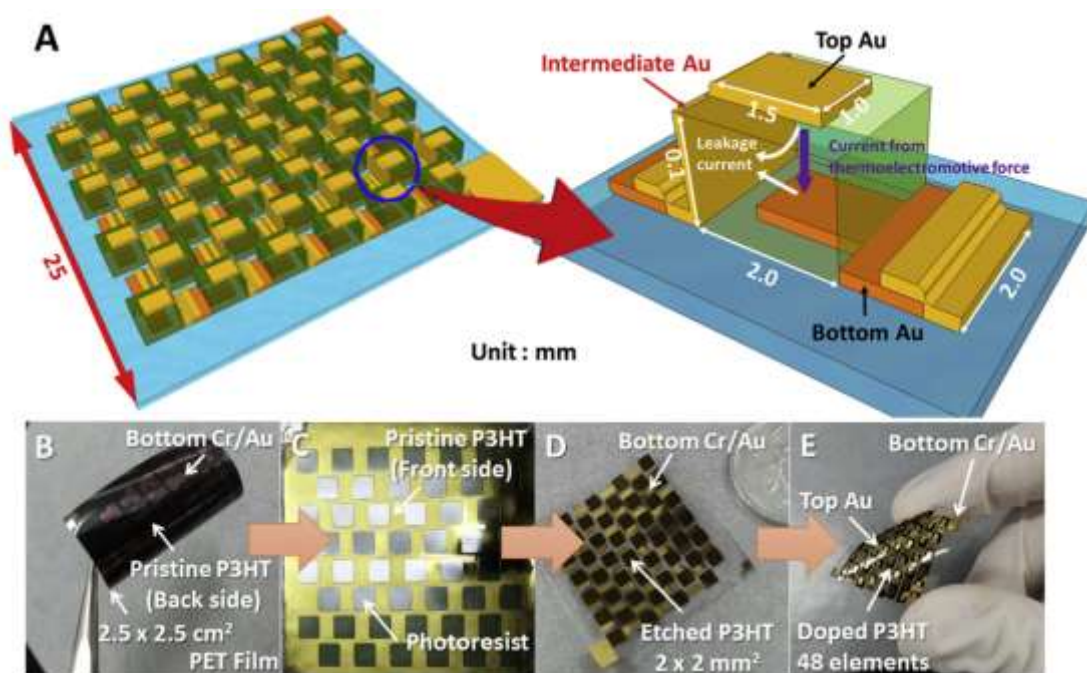 A
25
Top Au
Intermediate Au
1.5
1.0
0.1
Leakage
current
Current from
thermoelectromotive force
2.0
2.0
Bottom Au
Unit : mm
B
Bottom Cr/Au
Pristine P3HT
(Back side)
2.5 x 2.5 cm²
PET Film
C
Pristine P3HT
(Front side)
Photoresist
D
Bottom Cr/Au
Etched P3HT
2 x 2 mm²
E
Bottom Cr/Au
Top Au
Doped P3HT
48 elements